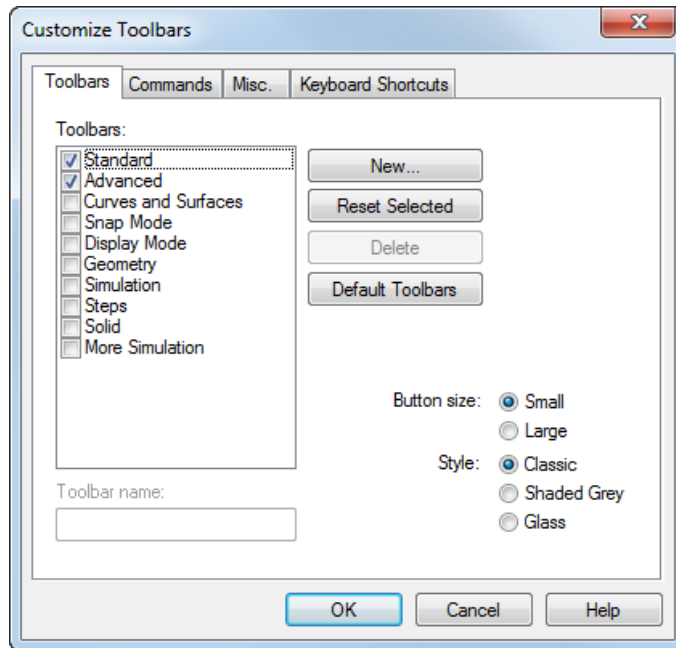 Customize Toolbars
Toolbars Commands Misc. Keyboard Shortcuts
Toolbars:
Standard
Advanced
Curves and Surfaces
Snap Mode
Display Mode
Geometry
Simulation
Steps
Solid
More Simulation
New...
Reset Selected
Delete
Default Toolbars
Button size:
Small
Large
Style:
Classic
Shaded Grey
Glass
Toolbar name:
OK Cancel Help